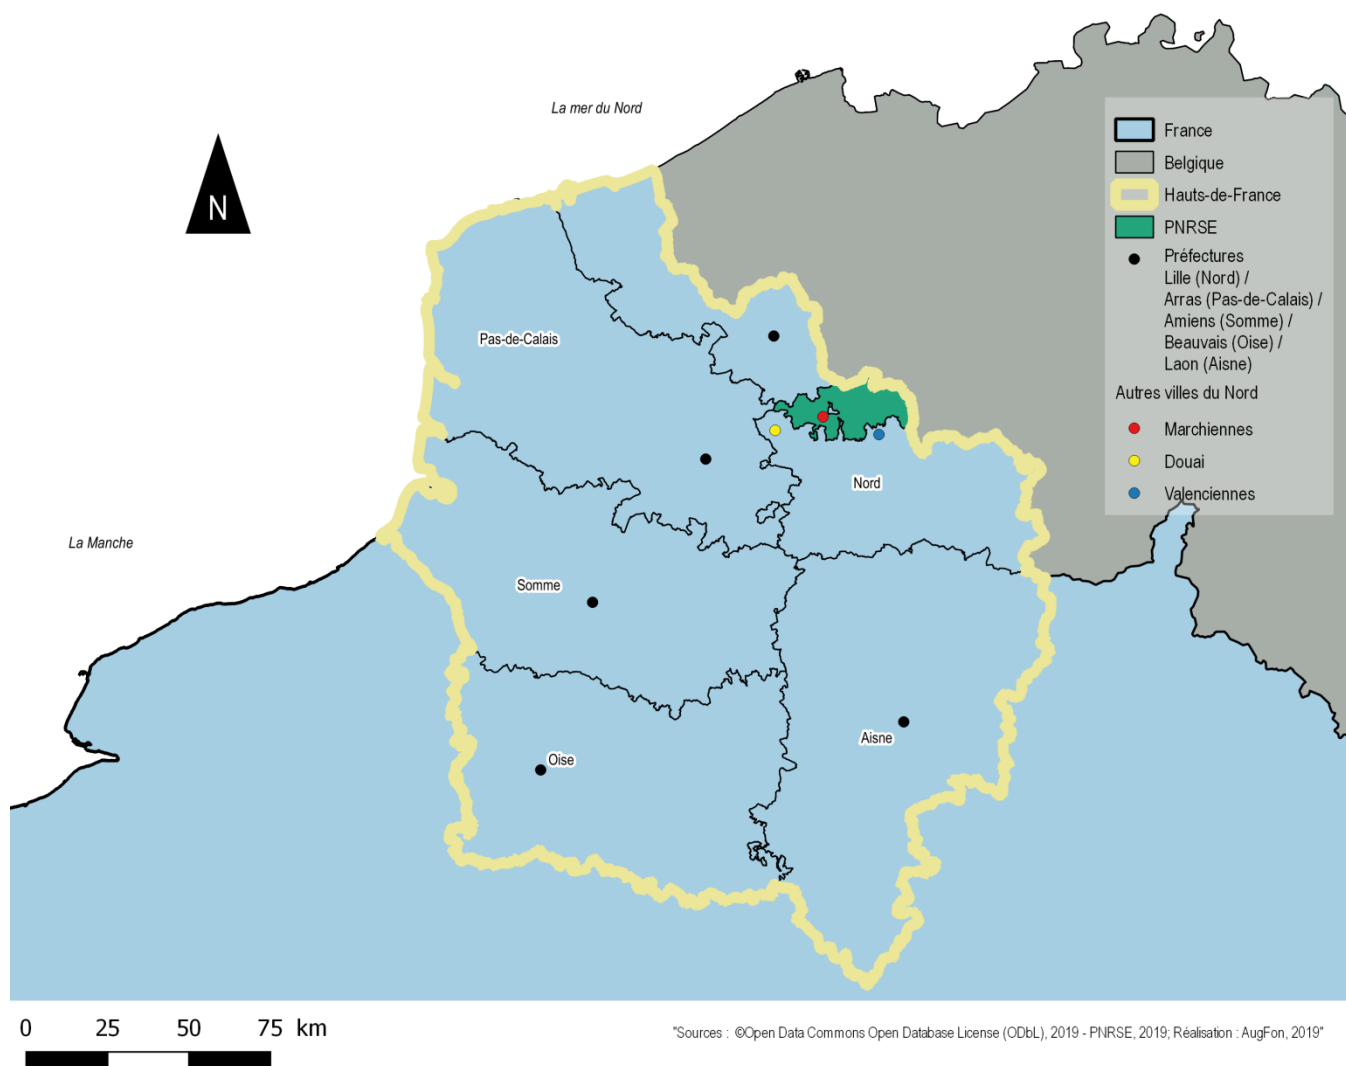 La mer du Nord
N
France
Belgique
Hauts-de-France
PNRSE
Préfectures
Lille (Nord) /
Arras (Pas-de-Calais) /
Amiens (Somme) /
Beauvais (Oise) /
Laon (Aisne)
Autres villes du Nord
Marchiennes
Douai
Valenciennes
Pas-de-Calais
Nord
La Manche
Somme
Aisne
Oise
0 25 50 75 km
"Sources : ©Open Data Commons Open Database License (ODbL), 2019 - PNRSE, 2019; Réalisation : AugFon, 2019"